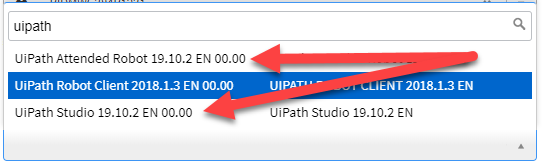 uipath
UiPath Attended Robot 19.10.2 EN 00.00
UiPath Robot Client 2018.1.3 EN 00.00 UIPATH ROBOT CLIENT 2018.1.3 EN
UiPath Studio 19.10.2 EN 00.00 UiPath Studio 19.10.2 EN